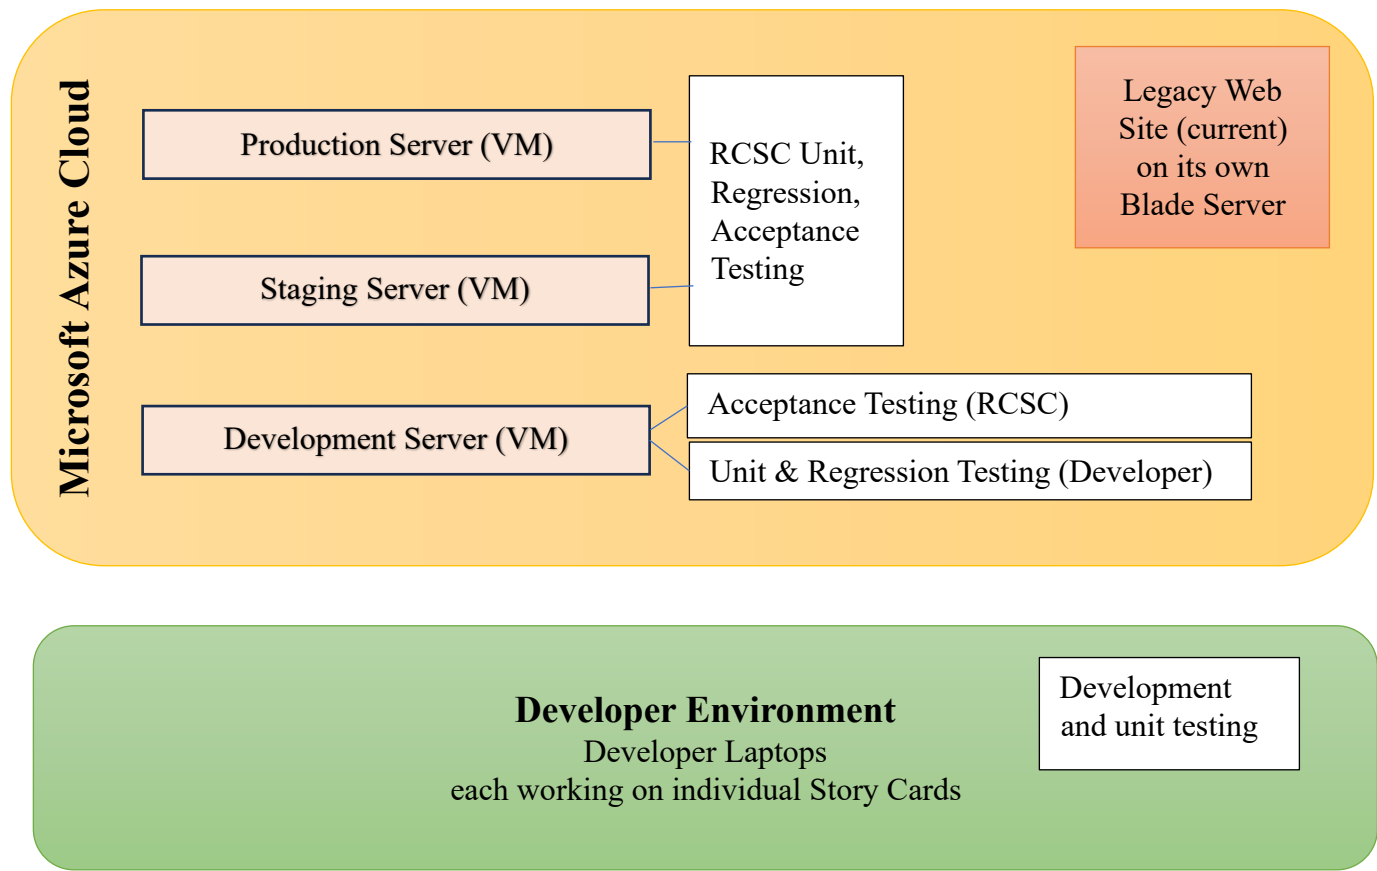 Microsoft Azure Cloud
Production Server (VM)
Staging Server (VM)
Development Server (VM)
RCSC Unit,
Regression,
Acceptance
Testing
Legacy Web
Site (current)
on its own
Blade Server
Acceptance Testing (RCSC)
Unit & Regression Testing (Developer)
Developer Environment
Developer Laptops
each working on individual Story Cards
Development
and unit testing